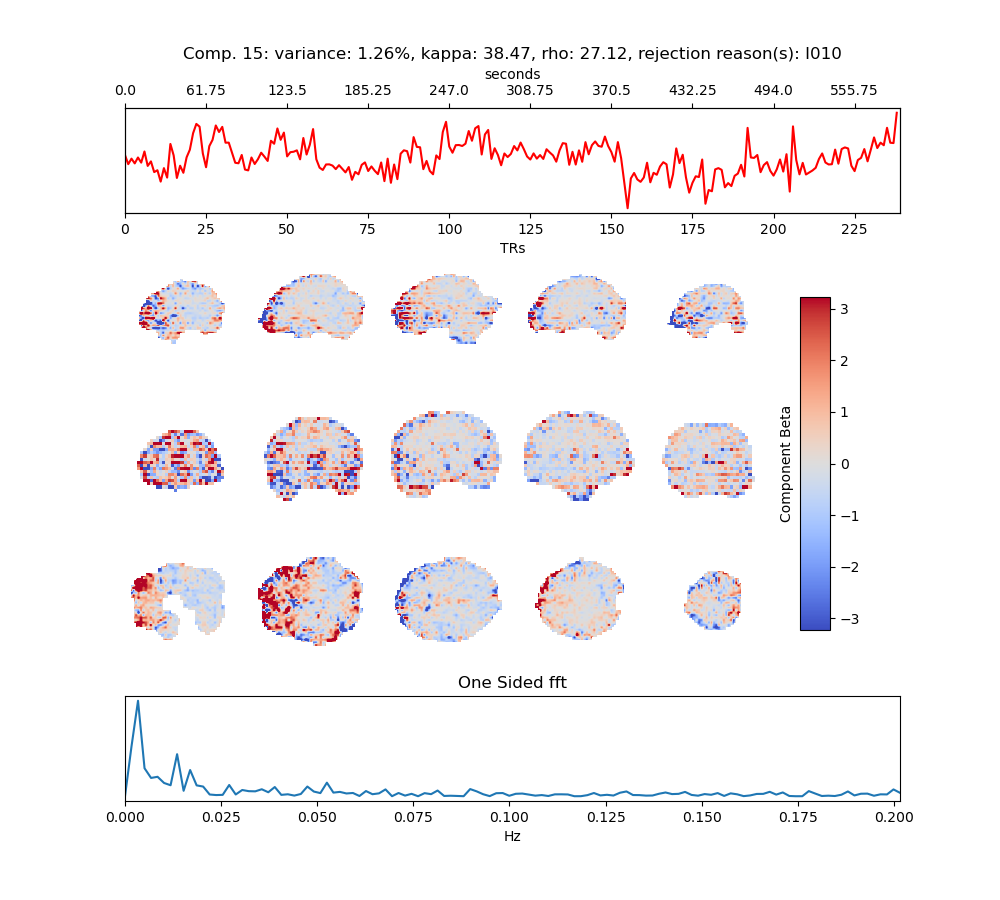 Comp. 15: variance: 1.26%, kappa: 38.47, rho: 27.12, rejection reason(s): I010
seconds
0.0 61.75 123.5 185.25 247.0 308.75 370.5 432.25 494.0 555.75
0 25 50 75 100 125 150 175 200 225
TRs
3
2
1
0
−1
−2
−3
Component Beta
One Sided fft
0.000 0.025 0.050 0.075 0.100 0.125 0.150 0.175 0.200
Hz